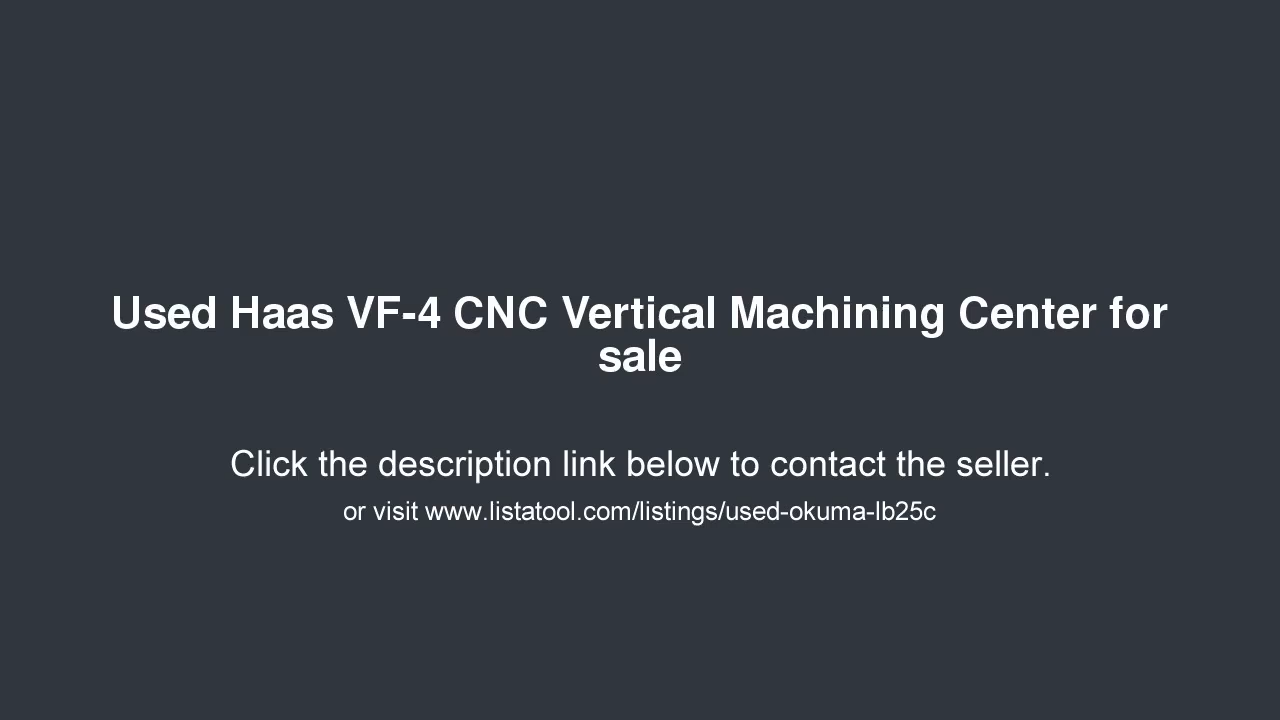 Used Haas VF-4 CNC Vertical Machining Center for
sale
Click the description link below to contact the seller.
or visit www.listatool.com/listings/used-okuma-lb25c